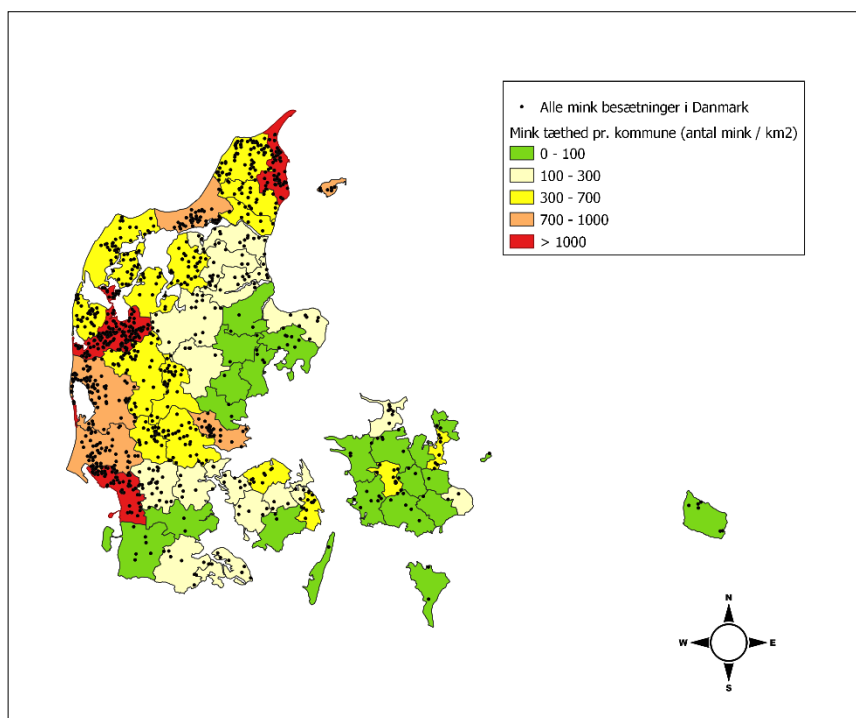 Alle mink besætninger i Danmark
Mink tæthed pr. kommune (antal mink / km2)
0 - 100
100 - 300
300 - 700
700 - 1000
> 1000
N
W E
S